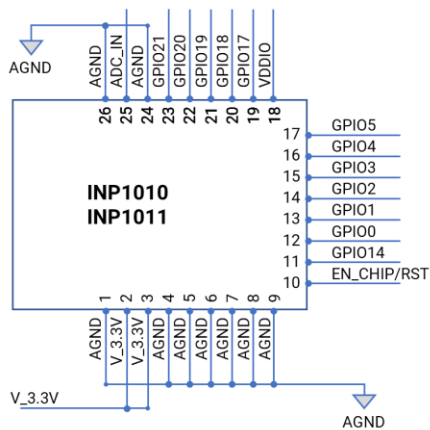 AGND
AGND
ADC_IN
AGND
GPIO21
GPIO20
GPIO19
GPIO18
GPIO17
VDDIO
26
25
24
23
22
21
20
19
18
INP1010
INP1011
17 GPIO5
16 GPIO4
15 GPIO3
14 GPIO2
13 GPIO1
12 GPIO0
11 GPIO14
10 EN_CHIP/RST
1
2
3
4
5
6
7
8
9
AGND
V_3.3V
V_3.3V
AGND
AGND
AGND
AGND
AGND
AGND
V_3.3V
AGND